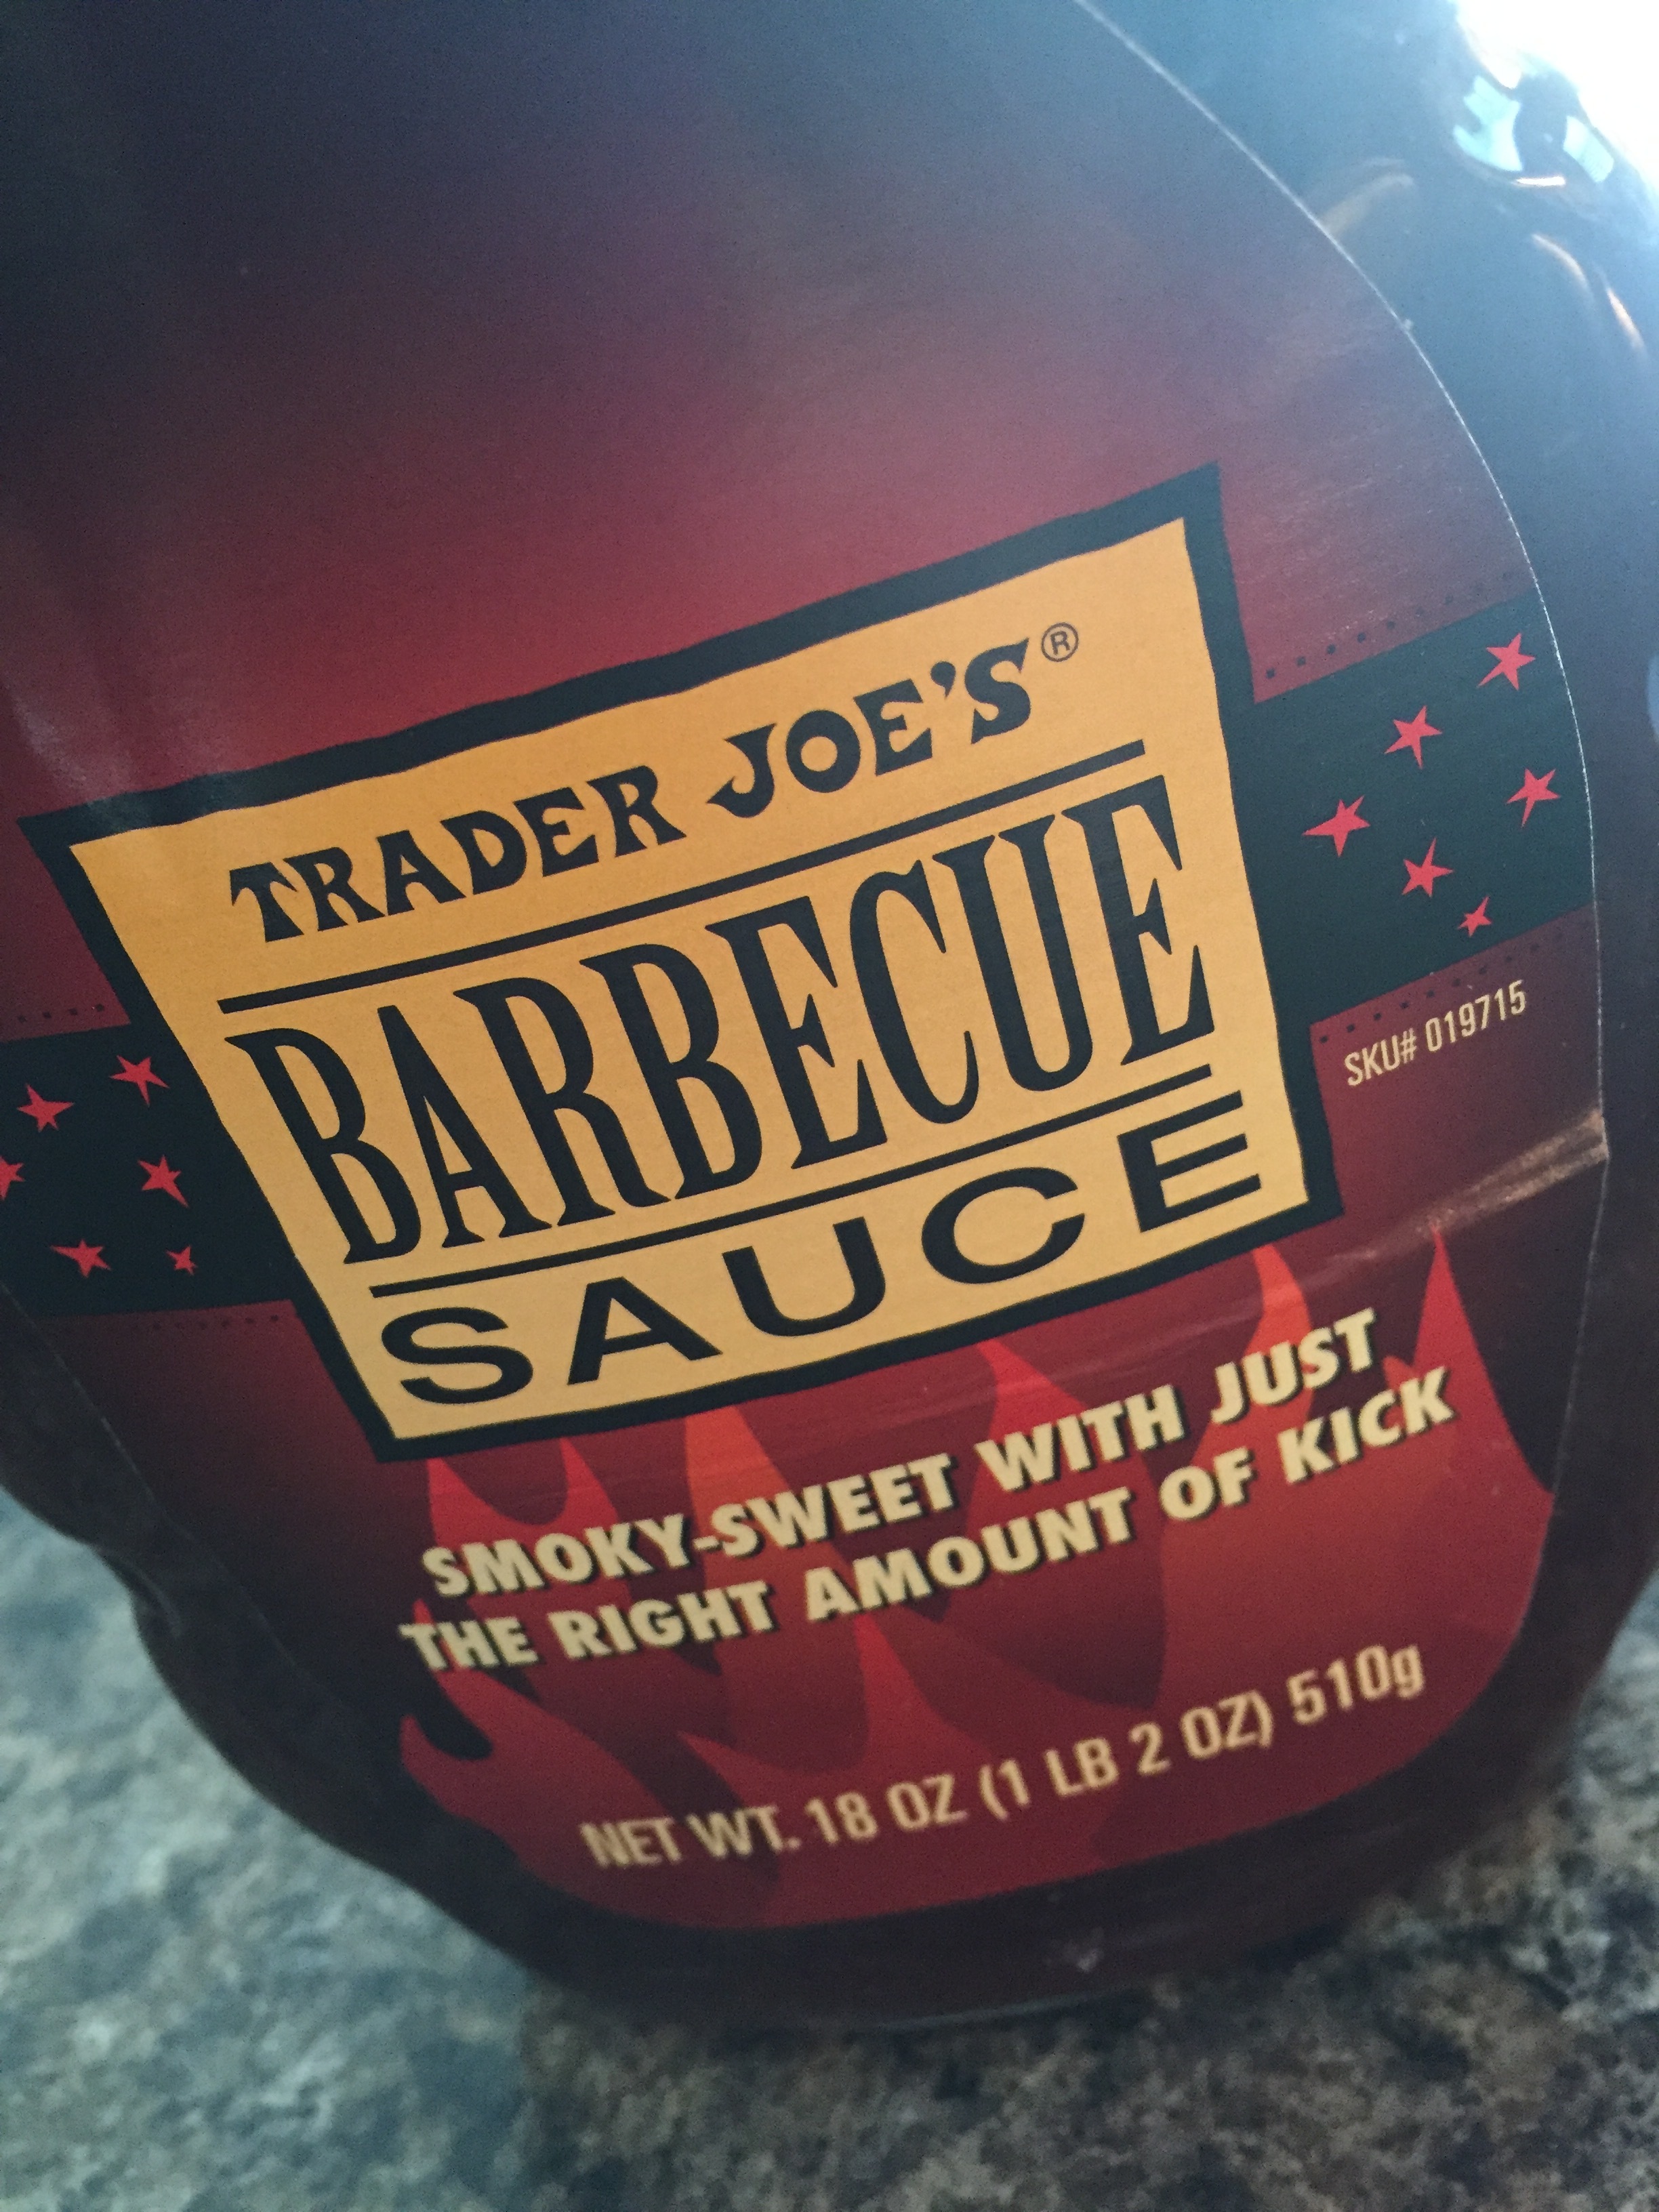 TRADER JOE'S®
BARBECUE
SAUCE
SKU# 019715
SMOKY-SWEET WITH JUST
THE RIGHT AMOUNT OF KICK
NET WT. 18 OZ (1 LB 2 OZ) 510g